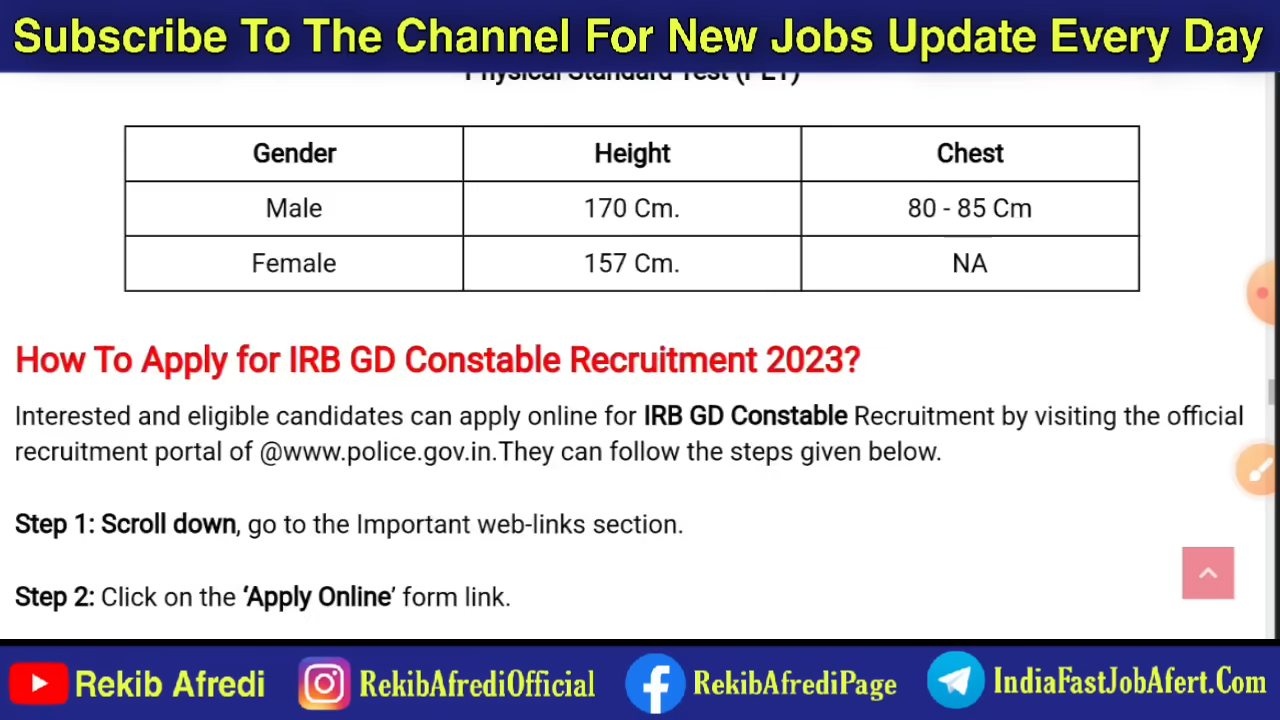 Subscribe To The Channel For New Jobs Update Every Day
Physical Standard Test (PET)
Gender Height Chest
Male 170 Cm. 80 - 85 Cm
Female 157 Cm. NA
How To Apply for IRB GD Constable Recruitment 2023?
Interested and eligible candidates can apply online for IRB GD Constable Recruitment by visiting the official
recruitment portal of @www.police.gov.in.They can follow the steps given below.
Step 1: Scroll down, go to the Important web-links section.
Step 2: Click on the ‘Apply Online’ form link.
Rekib Afredi RekibAfrediOfficial RekibAfrediPage IndiaFastJobAfert.Com